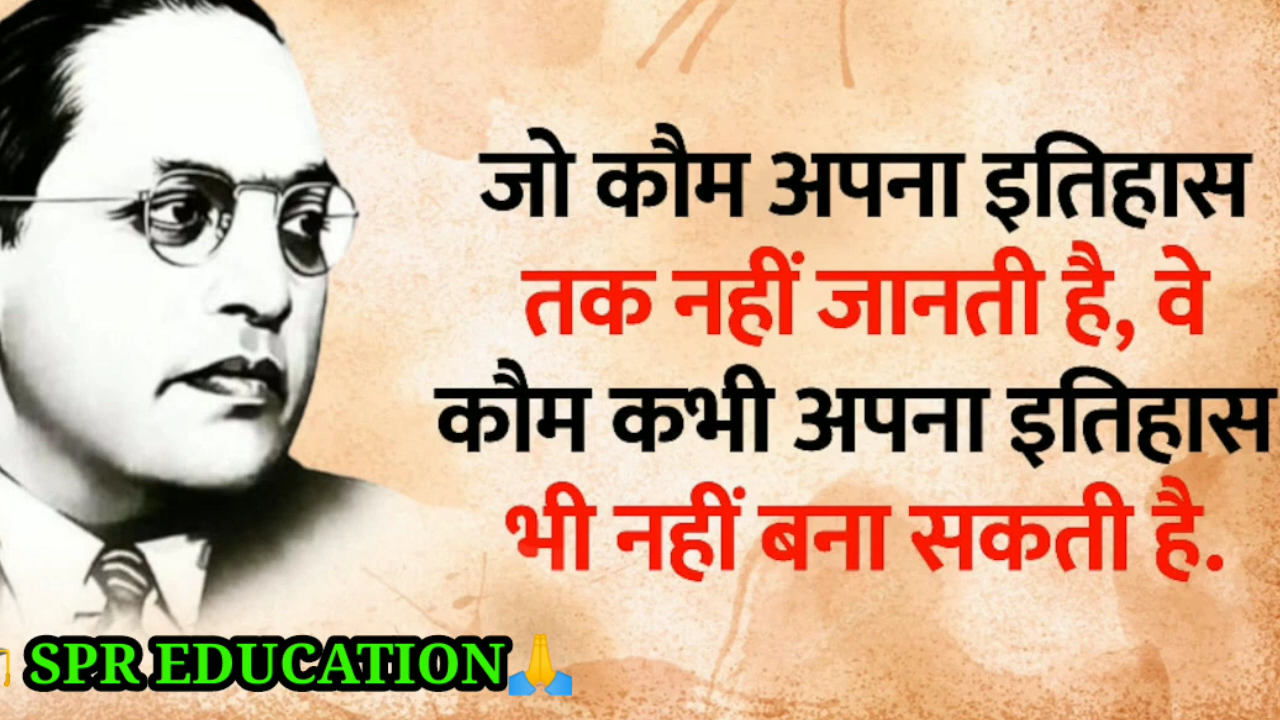 जो कौम अपना इतिहास
तक नहीं जानती है, वे
कौम कभी अपना इतिहास
भी नहीं बना सकती है.
SPR EDUCATION🙏